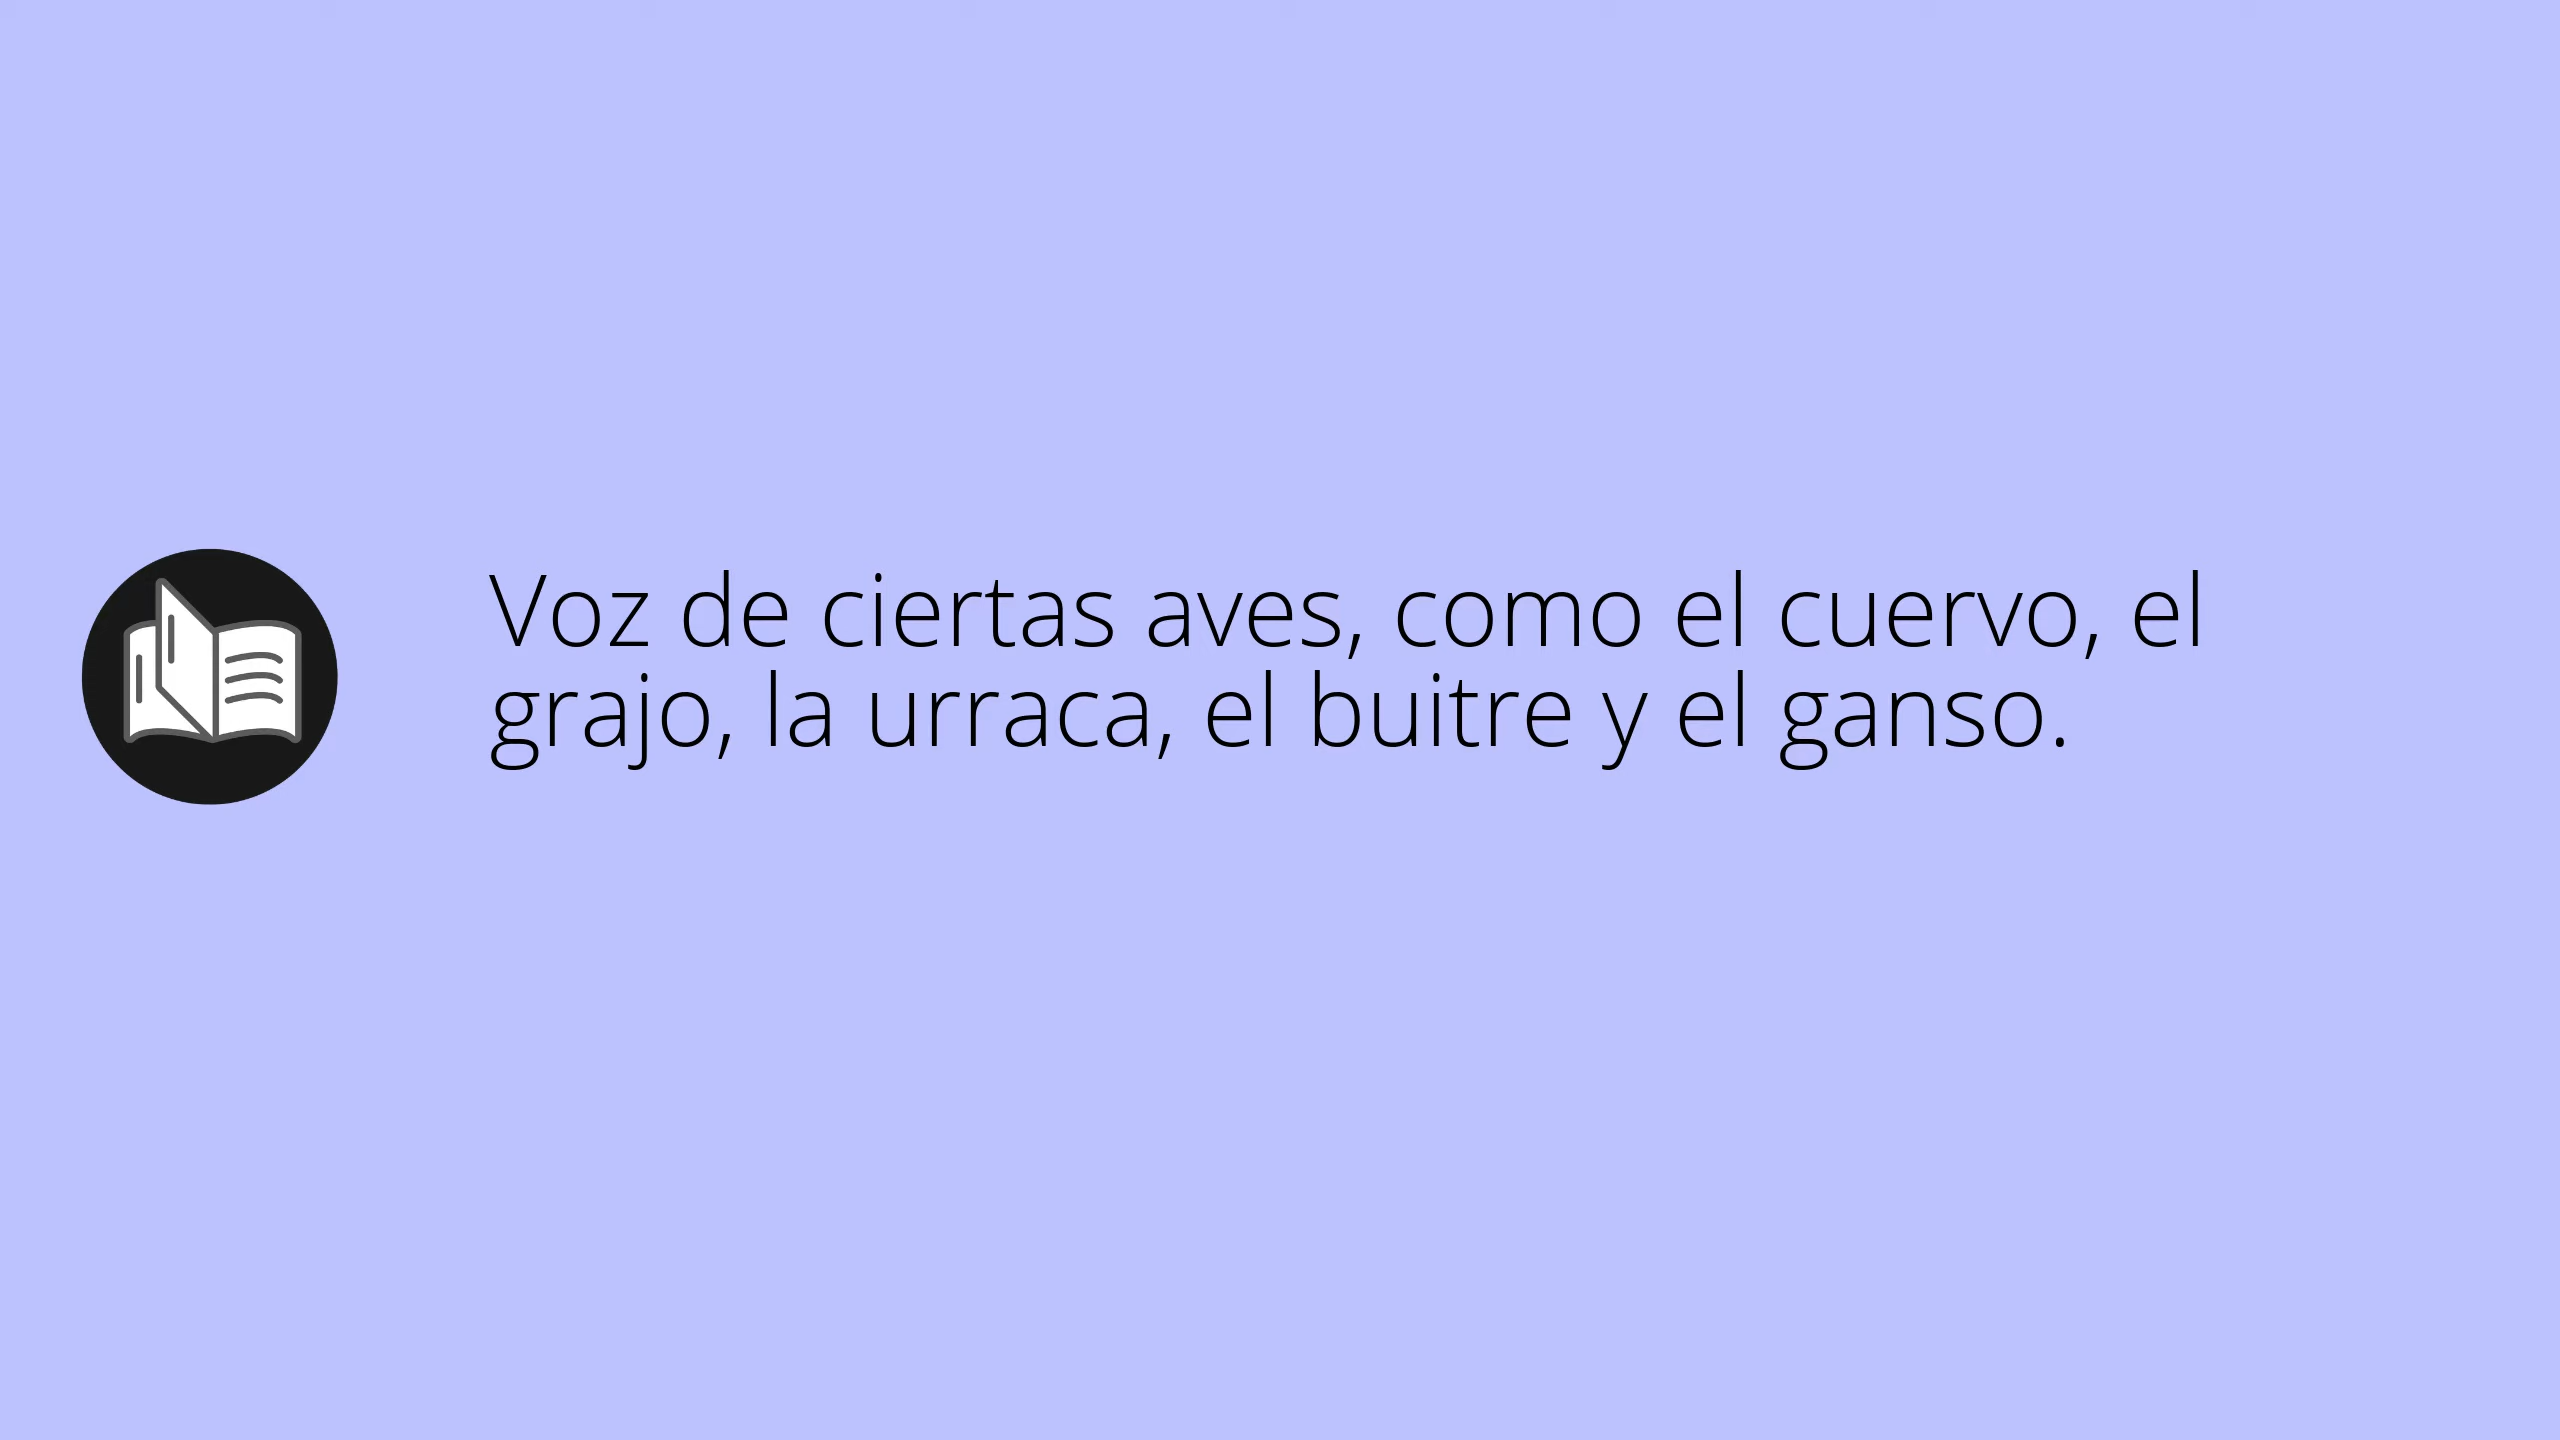 Voz de ciertas aves, como el cuervo, el
grajo, la urraca, el buitre y el ganso.